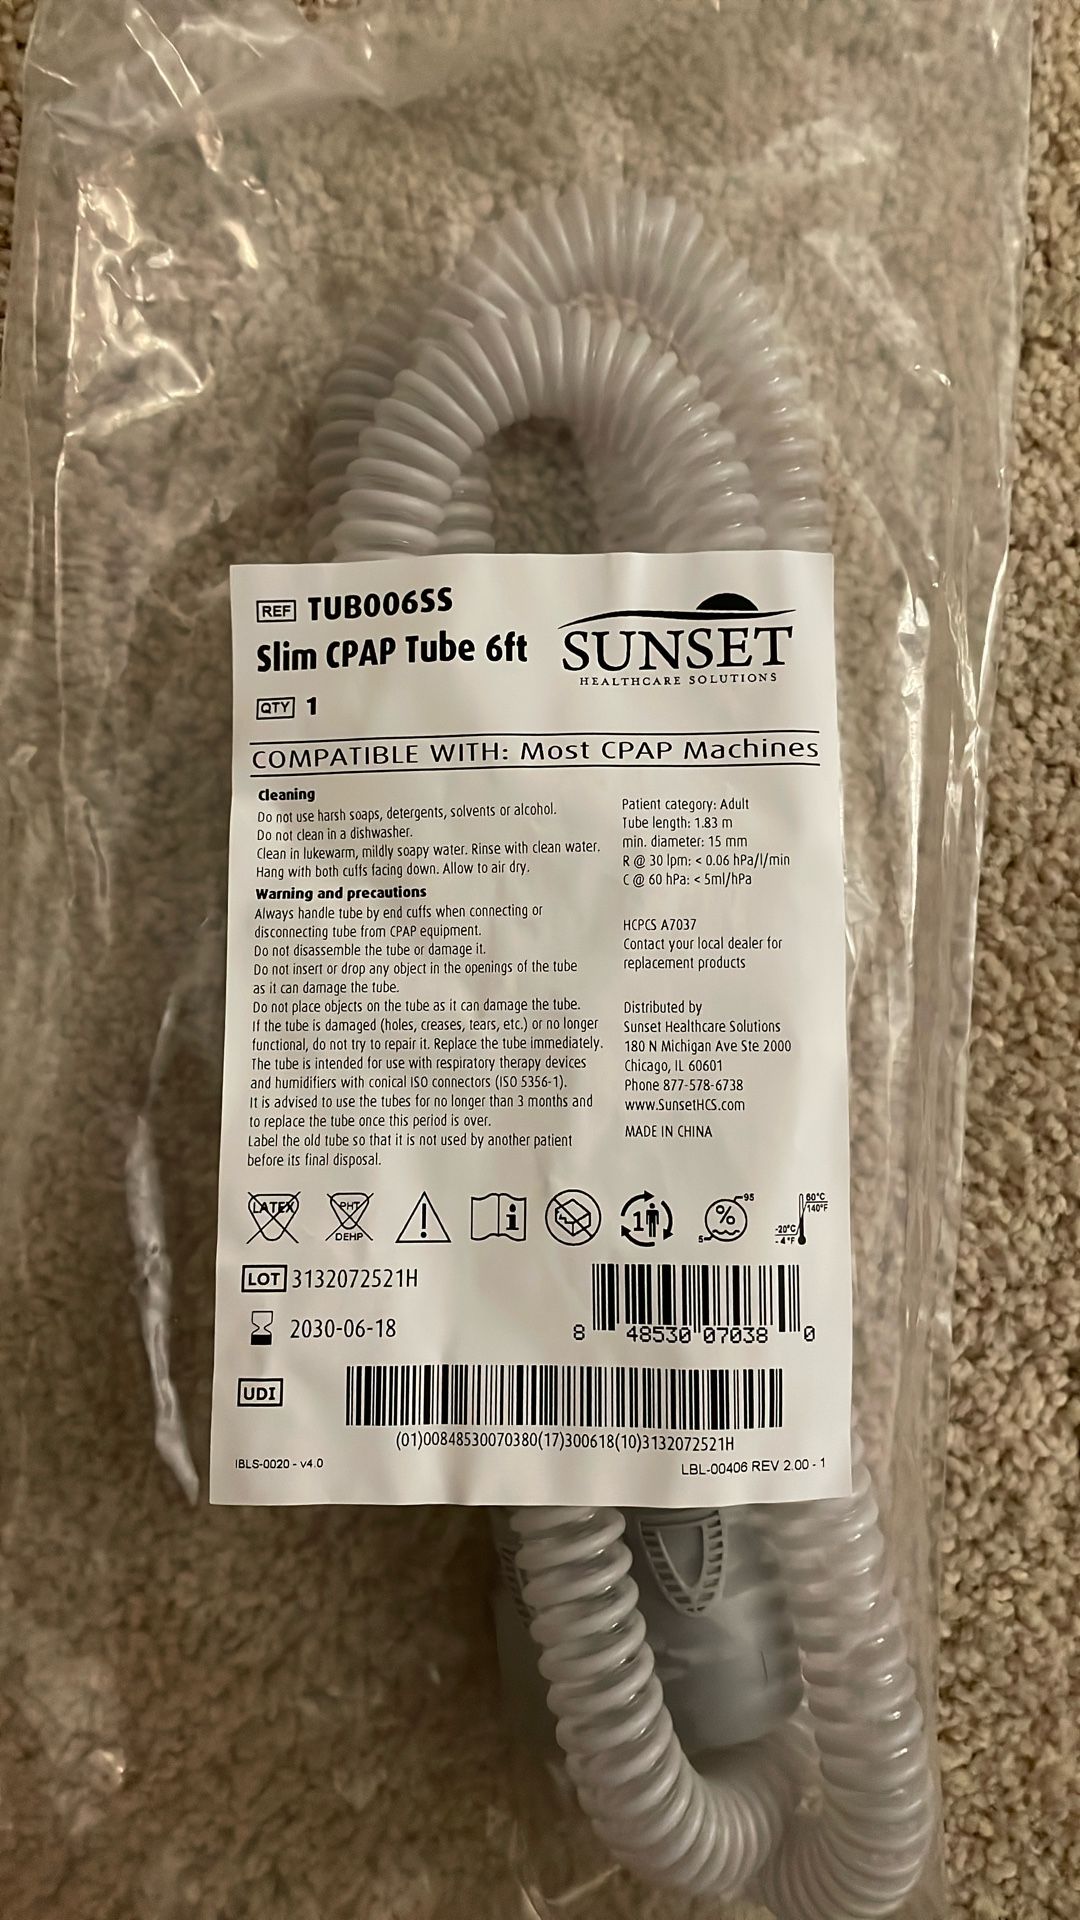 REF TUB006SS
Slim CPAP Tube 6ft
QTY 1
SUNSET
HEALTHCARE SOLUTIONS
COMPATIBLE WITH: Most CPAP Machines
Cleaning
Do not use harsh soaps, detergents, solvents or alcohol.
Do not clean in a dishwasher.
Clean in lukewarm, mildly soapy water. Rinse with clean water.
Hang with both cuffs facing down. Allow to air dry.
Warning and precautions
Always handle tube by end cuffs when connecting or
disconnecting tube from CPAP equipment.
Do not disassemble the tube or damage it.
Do not insert or drop any object in the openings of the tube
as it can damage the tube.
Do not place objects on the tube as it can damage the tube.
If the tube is damaged (holes, creases, tears, etc.) or no longer
functional, do not try to repair it. Replace the tube immediately.
The tube is intended for use with respiratory therapy devices
and humidifiers with conical ISO connectors (ISO 5356-1).
It is advised to use the tubes for no longer than 3 months and
to replace the tube once this period is over.
Label the old tube so that it is not used by another patient
before its final disposal.
Patient category: Adult
Tube length: 1.83 m
min. diameter: 15 mm
R @ 30 lpm: < 0.06 hPa/l/min
C @ 60 hPa: < 5ml/hPa
HCPCS A7037
Contact your local dealer for
replacement products
Distributed by
Sunset Healthcare Solutions
180 N Michigan Ave Ste 2000
Chicago, IL 60601
Phone 877-578-6738
www.SunsetHCS.com
MADE IN CHINA
LATEX
PHT
DEHP
!
i
1
5
%
95
-20°C
-4°F
60°C
140°F
LOT 3132072521H
2030-06-18
8 48530 07038 0
UDI
(01)00848530070380(17)300618(10)3132072521H
IBLS-0020 - v4.0
LBL-00406 REV 2.00 - 1